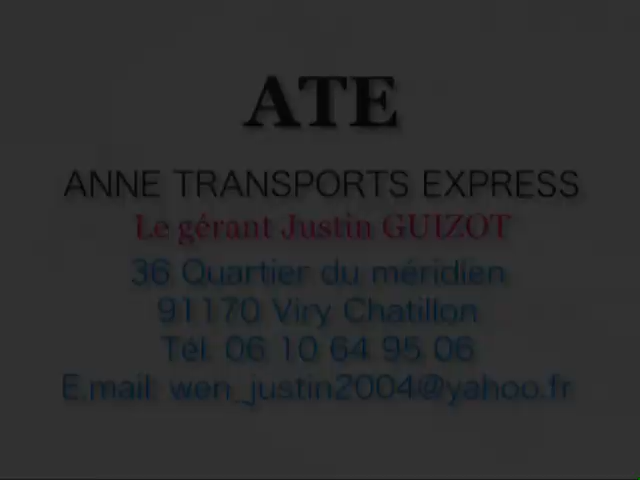 ATE
ANNE TRANSPORTS EXPRESS
Le gérant Justin GUIZOT
36 Quartier du méridien
91170 Viry Chatillon
Tél. 06 10 64 95 06
E.mail: wen_justin2004@yahoo.fr